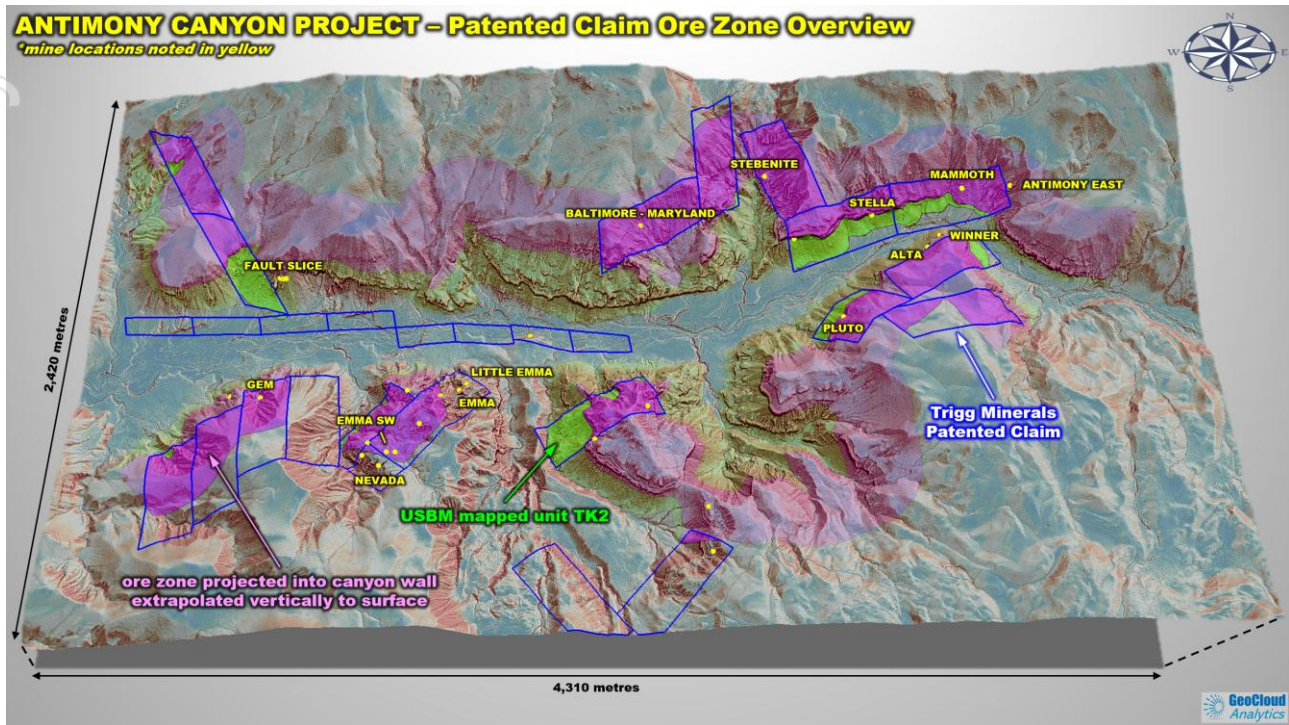 ANTIMONY CANYON PROJECT – Patented Claim Ore Zone Overview
*mine locations noted in yellow
N
W
E
S
STEBENITE
MAMMOTH
ANTIMONY EAST
BALTIMORE - MARYLAND
STELLA
WINNER
ALTA
FAULT SLICE
PLUTO
2,420 metres
LITTLE EMMA
GEM
EMMA
EMMA SW
NEVADA
Trigg Minerals
Patented Claim
USBM mapped unit TK2
ore zone projected into canyon wall
extrapolated vertically to surface
4,310 metres
GeoCloud
Analytics